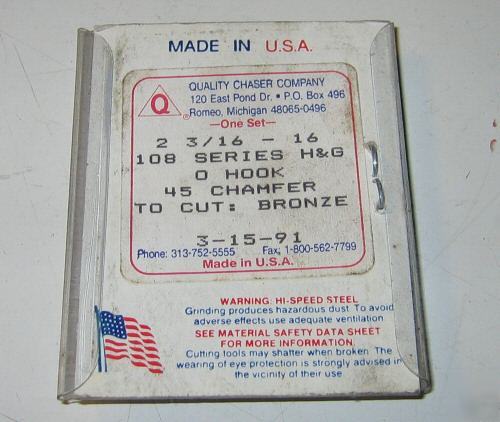 MADE IN U.S.A.
QUALITY CHASER COMPANY
120 East Pond Dr. • P.O. Box 496
Romeo, Michigan 48065-0496
Q
®
—One Set—
2 3/16 - 16
108 SERIES H&G
0 HOOK
45 CHAMFER
TO CUT: BRONZE
3-15-91
Phone: 313-752-5555 Fax: 1-800-562-7799
Made in U.S.A.
WARNING: HI-SPEED STEEL
Grinding produces hazardous dust. To avoid
adverse effects use adequate ventilation.
SEE MATERIAL SAFETY DATA SHEET
FOR MORE INFORMATION.
Cutting tools may shatter when broken. The
wearing of eye protection is strongly advised in
the vicinity of their use.